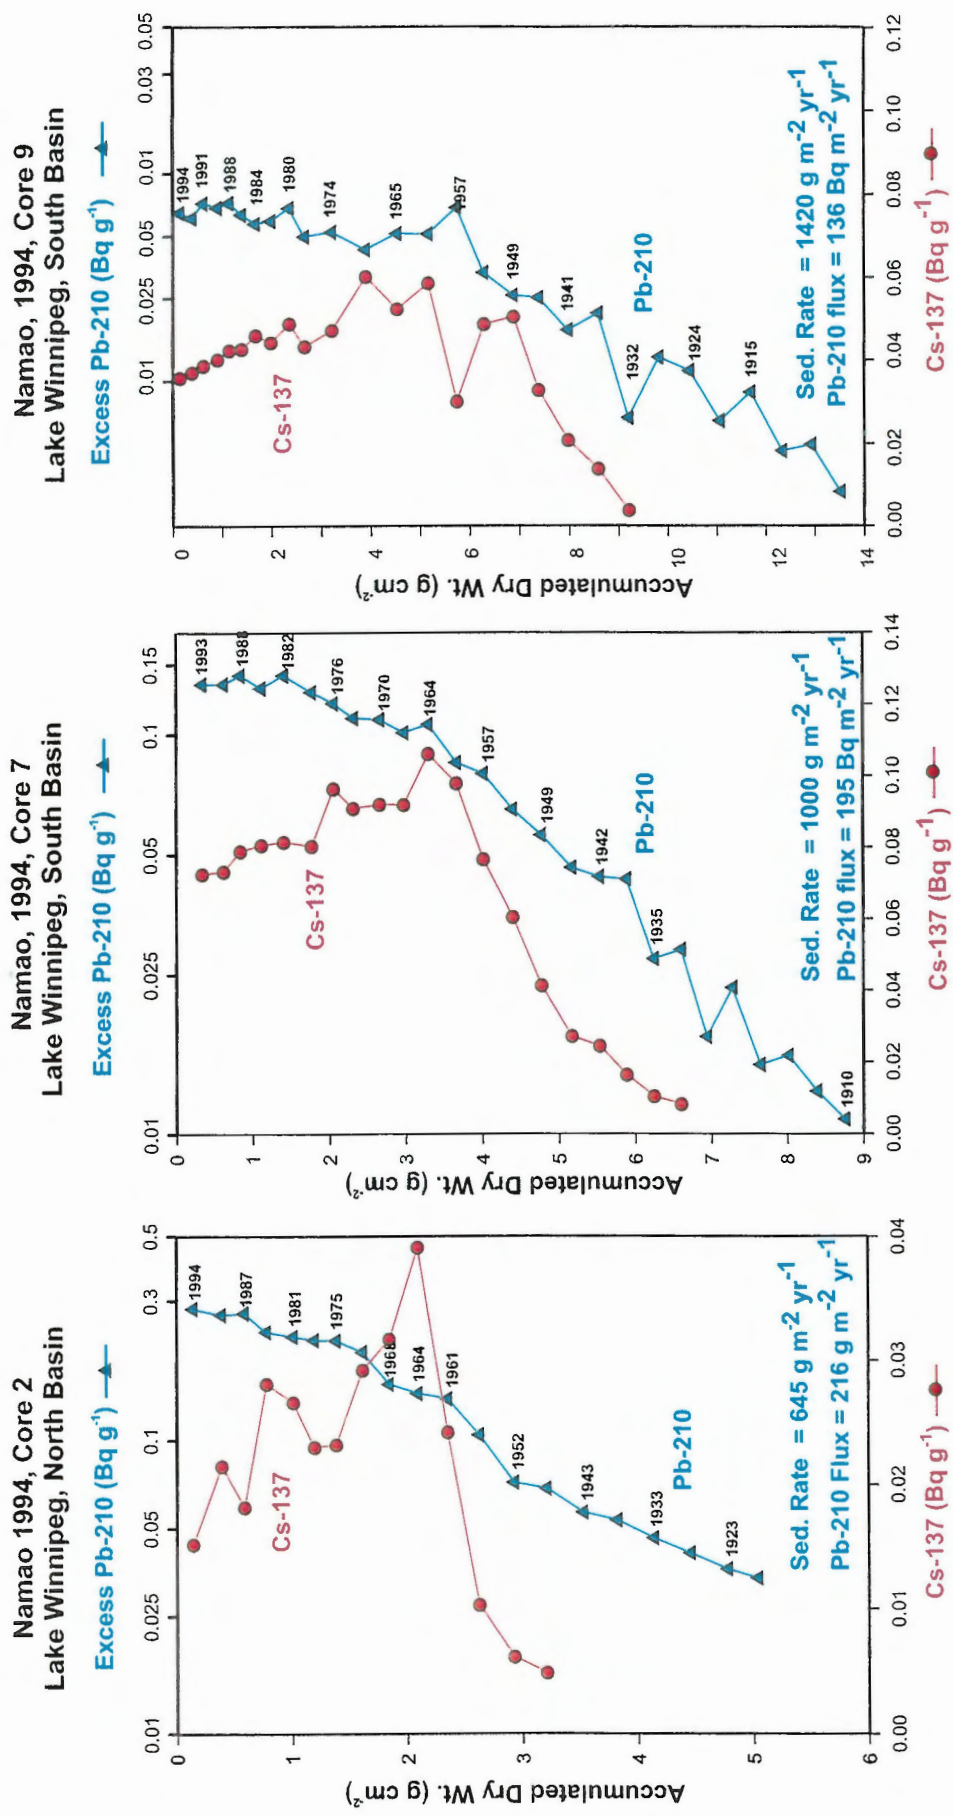 Namao 1994, Core 2
Lake Winnipeg, North Basin
Excess Pb-210 (Bq g⁻¹)
0.01 0.025 0.05 0.1 0.3 0.5
0
1
2
3
4
5
6
Accumulated Dry Wt. (g cm⁻²)
1994
1987
1981
1975
1968
1964
1961
1952
1943
1933
1923
Cs-137
Pb-210
Sed. Rate = 645 g m⁻² yr⁻¹
Pb-210 Flux = 216 g m⁻² yr⁻¹
0.00 0.01 0.02 0.03 0.04
Cs-137 (Bq g⁻¹)
Namao, 1994, Core 7
Lake Winnipeg, South Basin
Excess Pb-210 (Bq g⁻¹)
0.01 0.025 0.05 0.1 0.15
0
1
2
3
4
5
6
7
8
9
Accumulated Dry Wt. (g cm⁻²)
1993
1988
1982
1976
1970
1964
1957
1949
1942
1935
1910
Cs-137
Pb-210
Sed. Rate = 1000 g m⁻² yr⁻¹
Pb-210 flux = 195 Bq m⁻² yr⁻¹
0.00 0.02 0.04 0.06 0.08 0.10 0.12 0.14
Cs-137 (Bq g⁻¹)
Namao, 1994, Core 9
Lake Winnipeg, South Basin
Excess Pb-210 (Bq g⁻¹)
0.01 0.025 0.05 0.01 0.03 0.05
0
2
4
6
8
10
12
14
Accumulated Dry Wt. (g cm⁻²)
1994
1991
1988
1984
1980
1974
1965
1957
1949
1941
1932
1924
1915
Cs-137
Pb-210
Sed. Rate = 1420 g m⁻² yr⁻¹
Pb-210 flux = 136 Bq m⁻² yr⁻¹
0.00 0.02 0.04 0.06 0.08 0.10 0.12
Cs-137 (Bq g⁻¹)